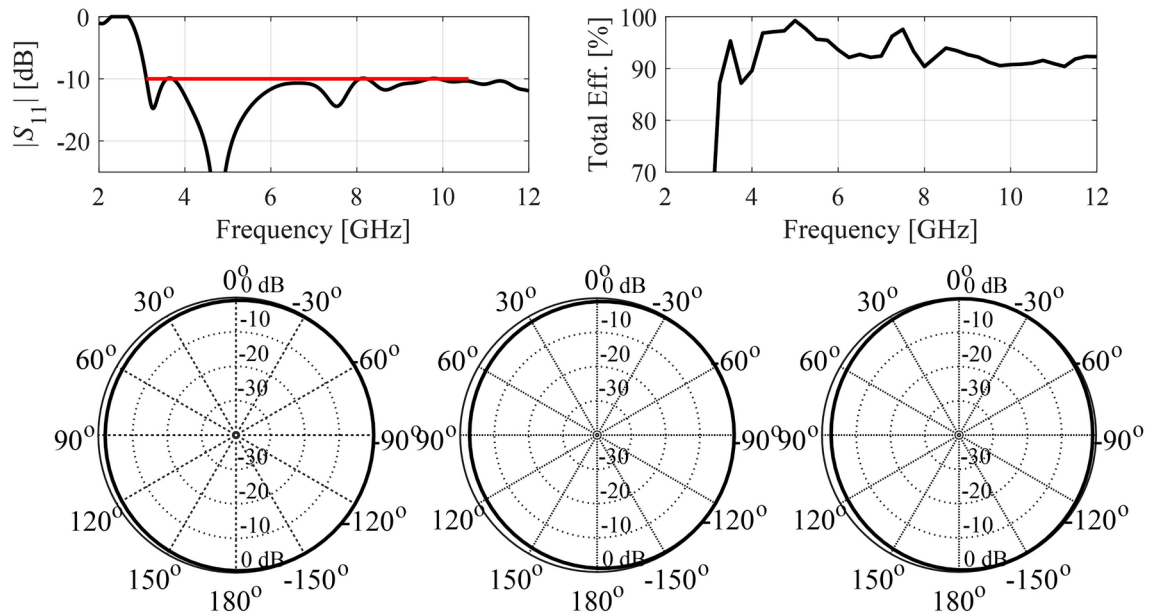 |S11| [dB]
0
-10
-20
2 4 6 8 10 12
Frequency [GHz]
Total Eff. [%]
100
90
80
70
2 4 6 8 10 12
Frequency [GHz]
0º 0 dB
30º -30º
-10
60º -60º
-20
-30
90º -90º
-30
-20
120º -120º
-10
0 dB
150º -150º
180º
0º 0 dB
30º -30º
-10
60º -60º
-20
-30
90º -90º
-30
-20
120º -120º
-10
0 dB
150º -150º
180º
0º 0 dB
30º -30º
-10
60º -60º
-20
-30
90º -90º
-30
-20
120º -120º
-10
0 dB
150º -150º
180º